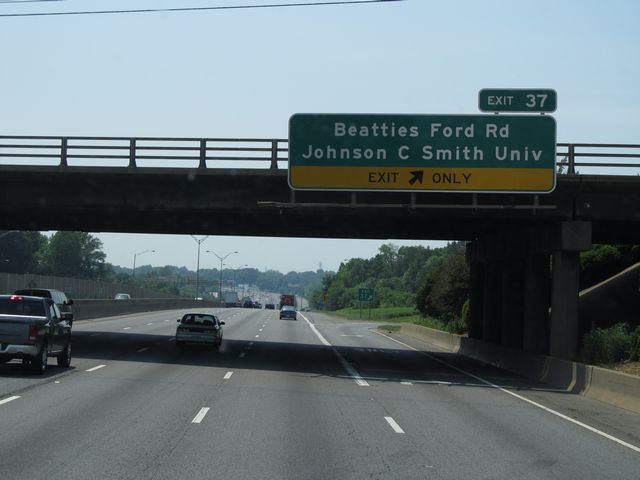 EXIT 37
Beatties Ford Rd
Johnson C Smith Univ
EXIT ONLY